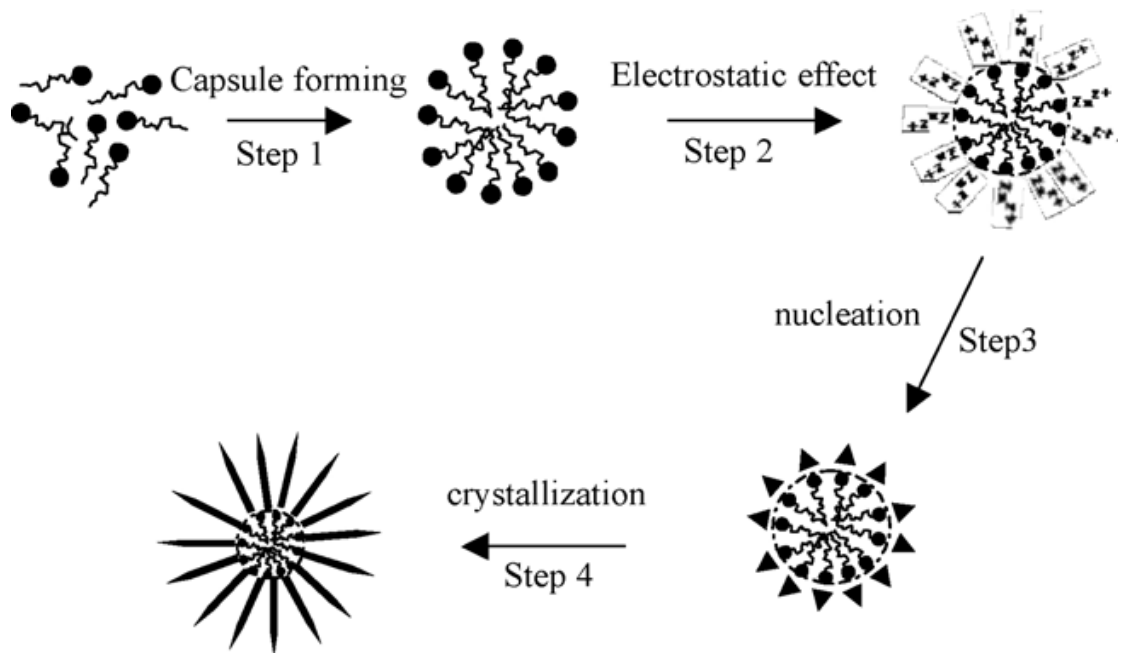 Capsule forming
Step 1
Electrostatic effect
Step 2
nucleation
Step3
crystallization
Step 4